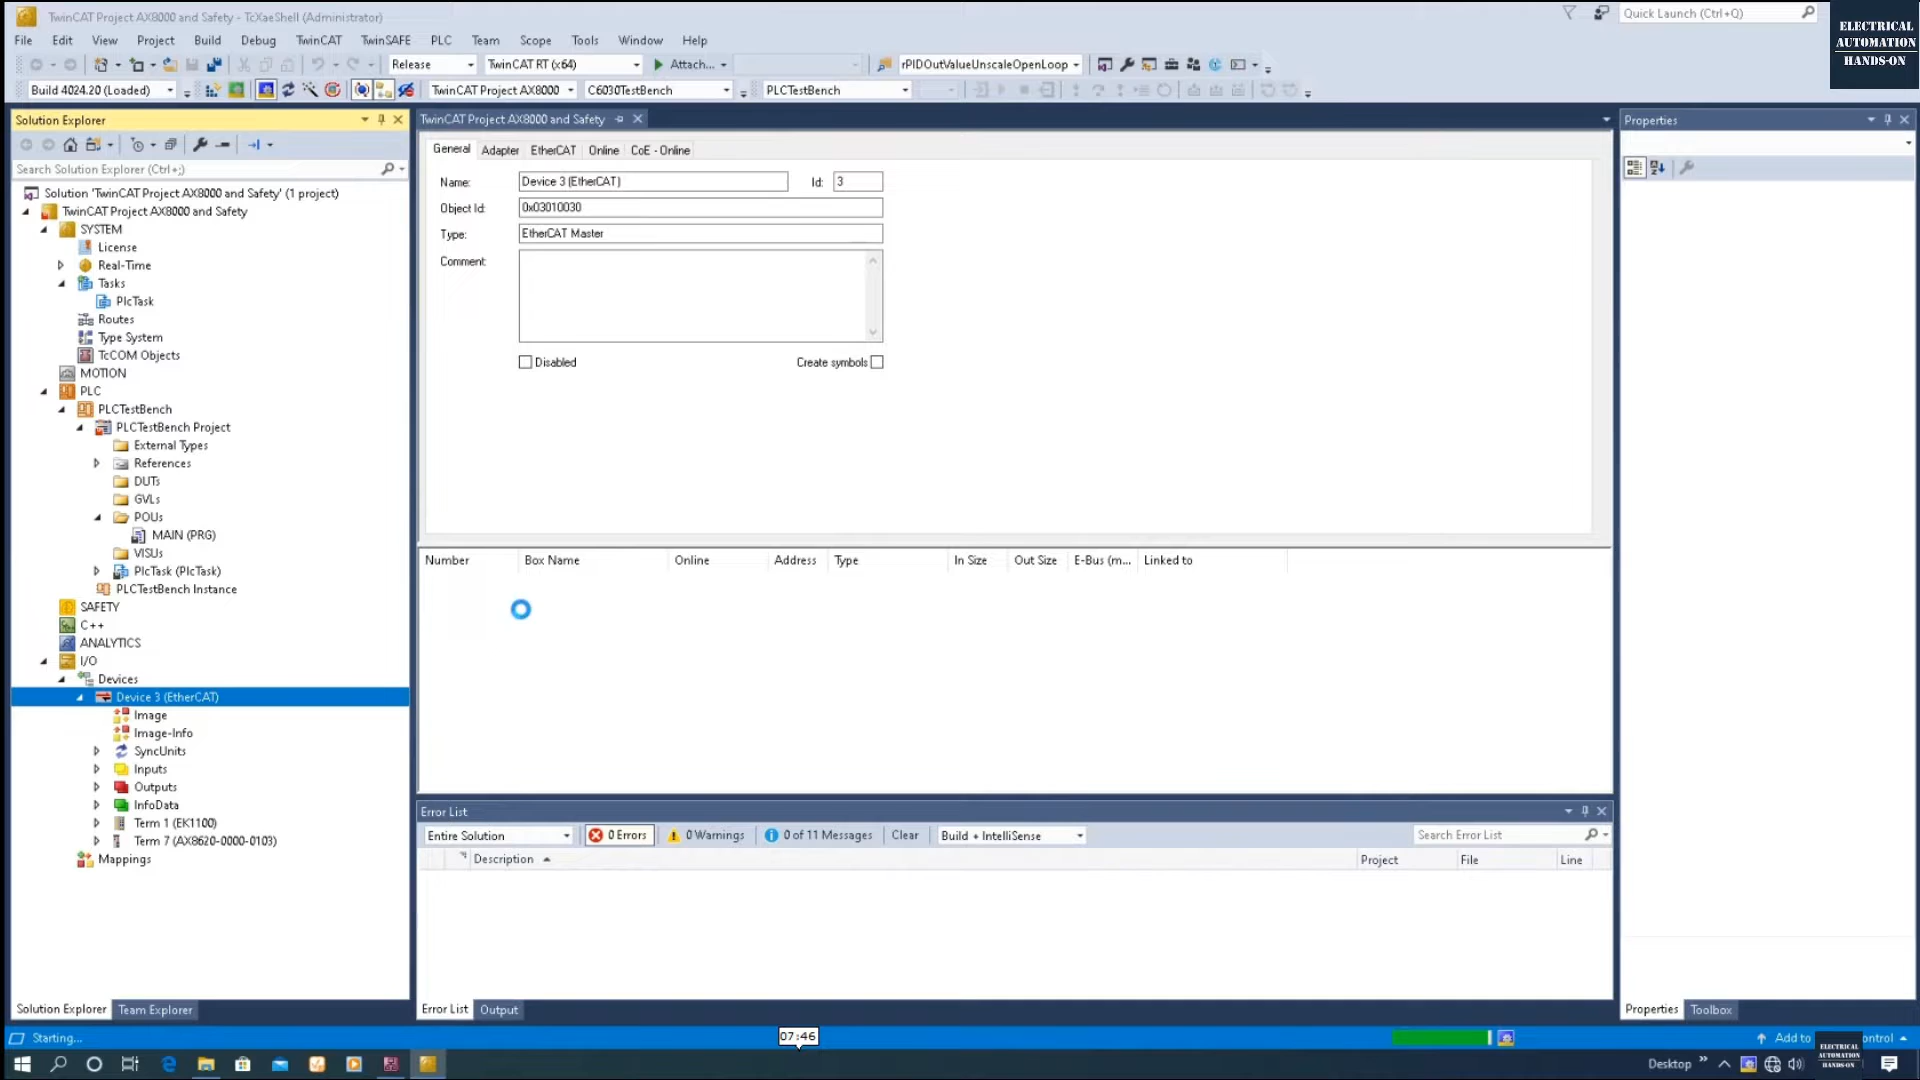 TwinCAT Project AX8000 and Safety - TcXaeShell (Administrator)
Quick Launch (Ctrl+Q)
ELECTRICAL
AUTOMATION
HANDS-ON
File Edit View Project Build Debug TwinCAT TwinSAFE PLC Team Scope Tools Window Help
Release TwinCAT RT (x64) Attach... rPIDOutValueUnscaleOpenLoop
Build 4024.20 (Loaded) TwinCAT Project AX8000 C6030TestBench PLCTestBench
Solution Explorer
Search Solution Explorer (Ctrl+;)
Solution 'TwinCAT Project AX8000 and Safety' (1 project)
TwinCAT Project AX8000 and Safety
SYSTEM
License
Real-Time
Tasks
PlcTask
Routes
Type System
TcCOM Objects
MOTION
PLC
PLCTestBench
PLCTestBench Project
External Types
References
DUTs
GVLs
POUs
MAIN (PRG)
VISUs
PlcTask (PlcTask)
PLCTestBench Instance
SAFETY
C++
ANALYTICS
I/O
Devices
Device 3 (EtherCAT)
Image
Image-Info
SyncUnits
Inputs
Outputs
InfoData
Term 1 (EK1100)
Term 7 (AX8620-0000-0103)
Mappings
Solution Explorer Team Explorer
TwinCAT Project AX8000 and Safety
General Adapter EtherCAT Online CoE - Online
Name: Device 3 (EtherCAT) Id: 3
Object Id: 0x03010030
Type: EtherCAT Master
Comment:
Disabled Create symbols
Number Box Name Online Address Type In Size Out Size E-Bus (m... Linked to
Error List
Entire Solution 0 Errors 0 Warnings 0 of 11 Messages Clear Build + IntelliSense Search Error List
Description Project File Line
Error List Output
Properties
Properties Toolbox
Starting...
07:46
Add to
ontrol
Desktop
ELECTRICAL
AUTOMATION
HANDS-ON